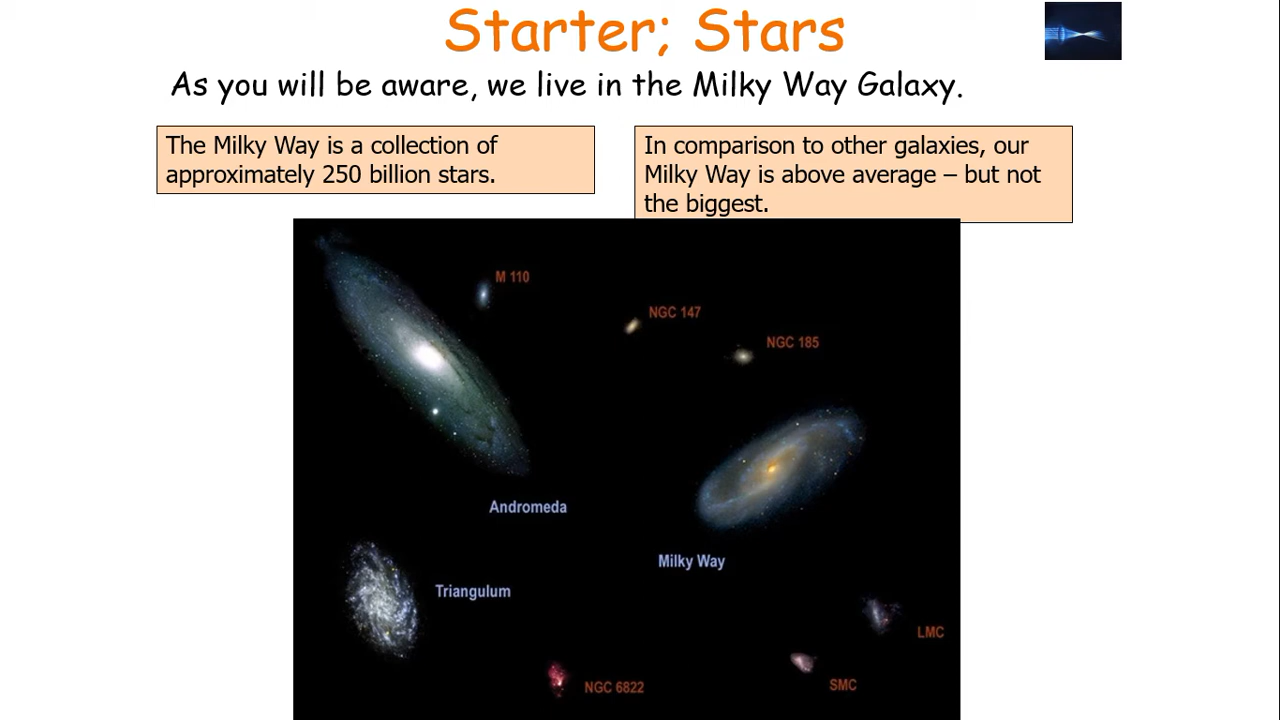 Starter; Stars
As you will be aware, we live in the Milky Way Galaxy.
The Milky Way is a collection of
approximately 250 billion stars.
In comparison to other galaxies, our
Milky Way is above average – but not
the biggest.
M 110
NGC 147
NGC 185
Andromeda
Milky Way
Triangulum
LMC
SMC
NGC 6822